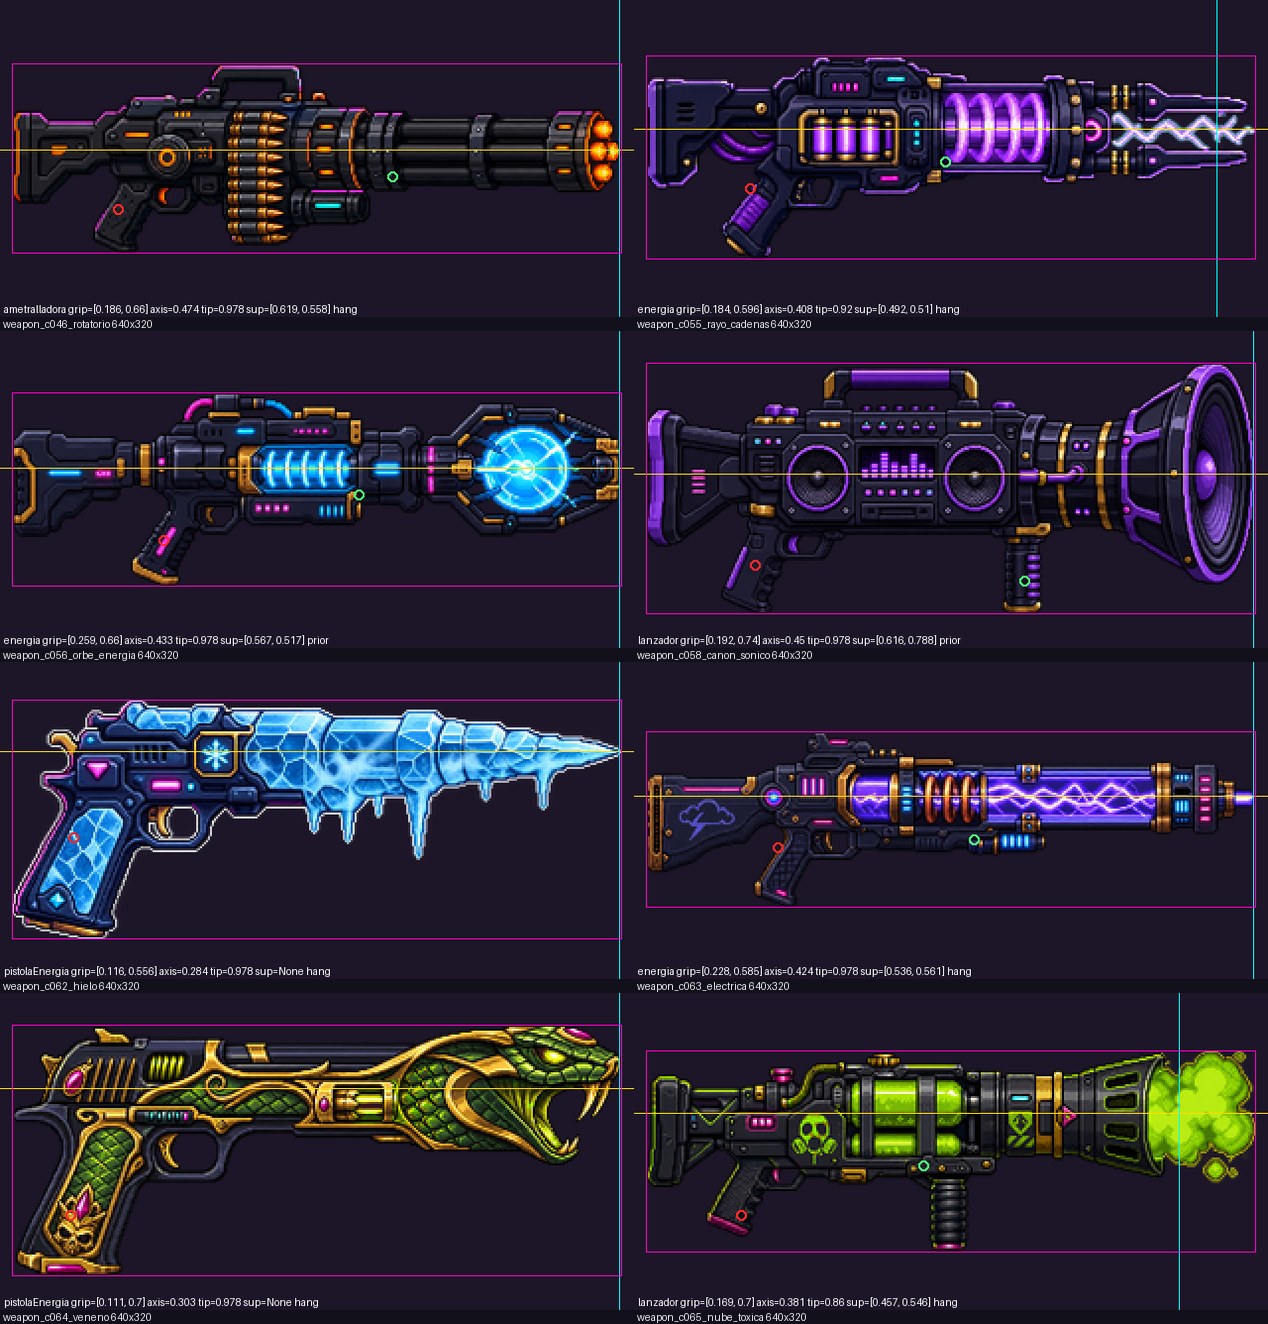 ametralladora grip=[0.186, 0.66] axis=0.474 tip=0.978 sup=[0.619, 0.558] hang
weapon_c046_rotatorio 640x320
energia grip=[0.184, 0.596] axis=0.408 tip=0.92 sup=[0.492, 0.51] hang
weapon_c055_rayo_cadenas 640x320
energia grip=[0.259, 0.66] axis=0.433 tip=0.978 sup=[0.567, 0.517] prior
weapon_c056_orbe_energia 640x320
lanzador grip=[0.192, 0.74] axis=0.45 tip=0.978 sup=[0.616, 0.788] prior
weapon_c058_canon_sonico 640x320
pistolaEnergia grip=[0.116, 0.556] axis=0.284 tip=0.978 sup=None hang
weapon_c062_hielo 640x320
energia grip=[0.228, 0.585] axis=0.424 tip=0.978 sup=[0.536, 0.561] hang
weapon_c063_electrica 640x320
pistolaEnergia grip=[0.111, 0.7] axis=0.303 tip=0.978 sup=None hang
weapon_c064_veneno 640x320
lanzador grip=[0.169, 0.7] axis=0.381 tip=0.86 sup=[0.457, 0.546] hang
weapon_c065_nube_toxica 640x320